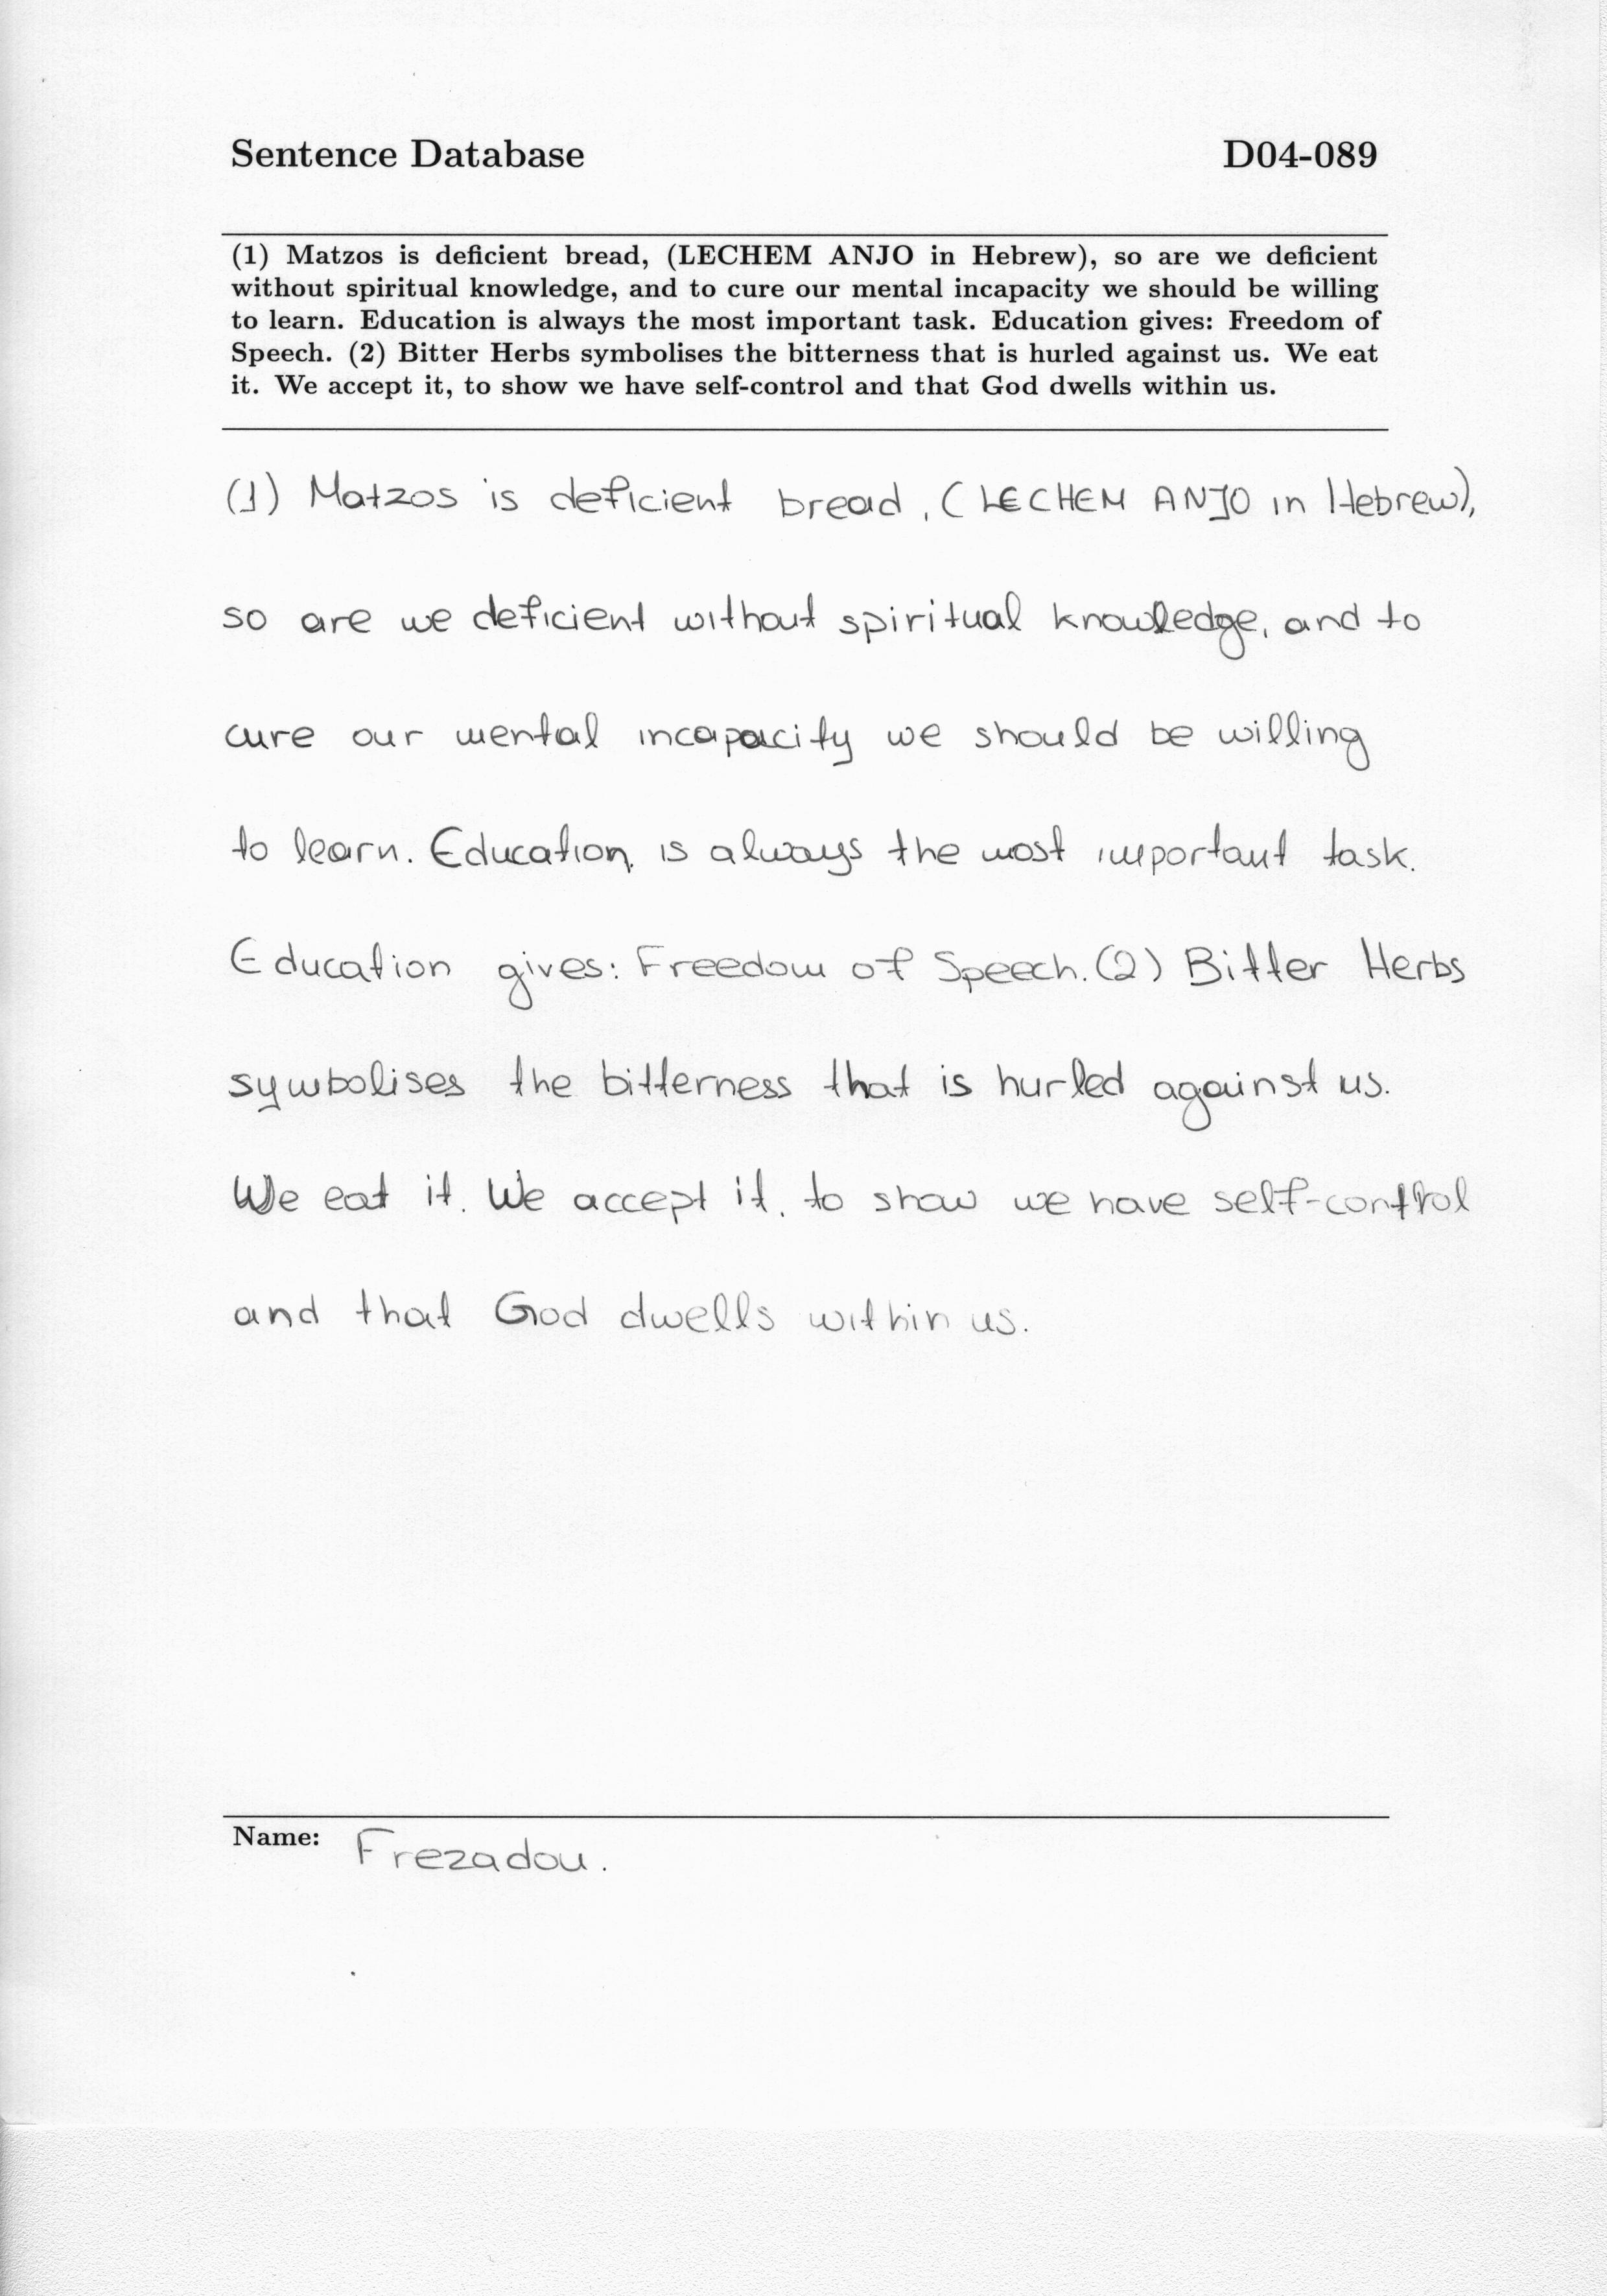 Sentence Database D04-089
(1) Matzos is deficient bread, (LECHEM ANJO in Hebrew), so are we deficient
without spiritual knowledge, and to cure our mental incapacity we should be willing
to learn. Education is always the most important task. Education gives: Freedom of
Speech. (2) Bitter Herbs symbolises the bitterness that is hurled against us. We eat
it. We accept it, to show we have self-control and that God dwells within us.
(1) Matzos is deficient bread, (LECHEM ANJO in Hebrew),
so are we deficient without spiritual knowledge, and to
cure our mental incapacity we should be willing
to learn. Education is always the most important task.
Education gives: Freedom of Speech. (2) Bitter Herbs
symbolises the bitterness that is hurled against us.
We eat it. We accept it, to show we have self-control
and that God dwells within us.
Name: Frezadou.